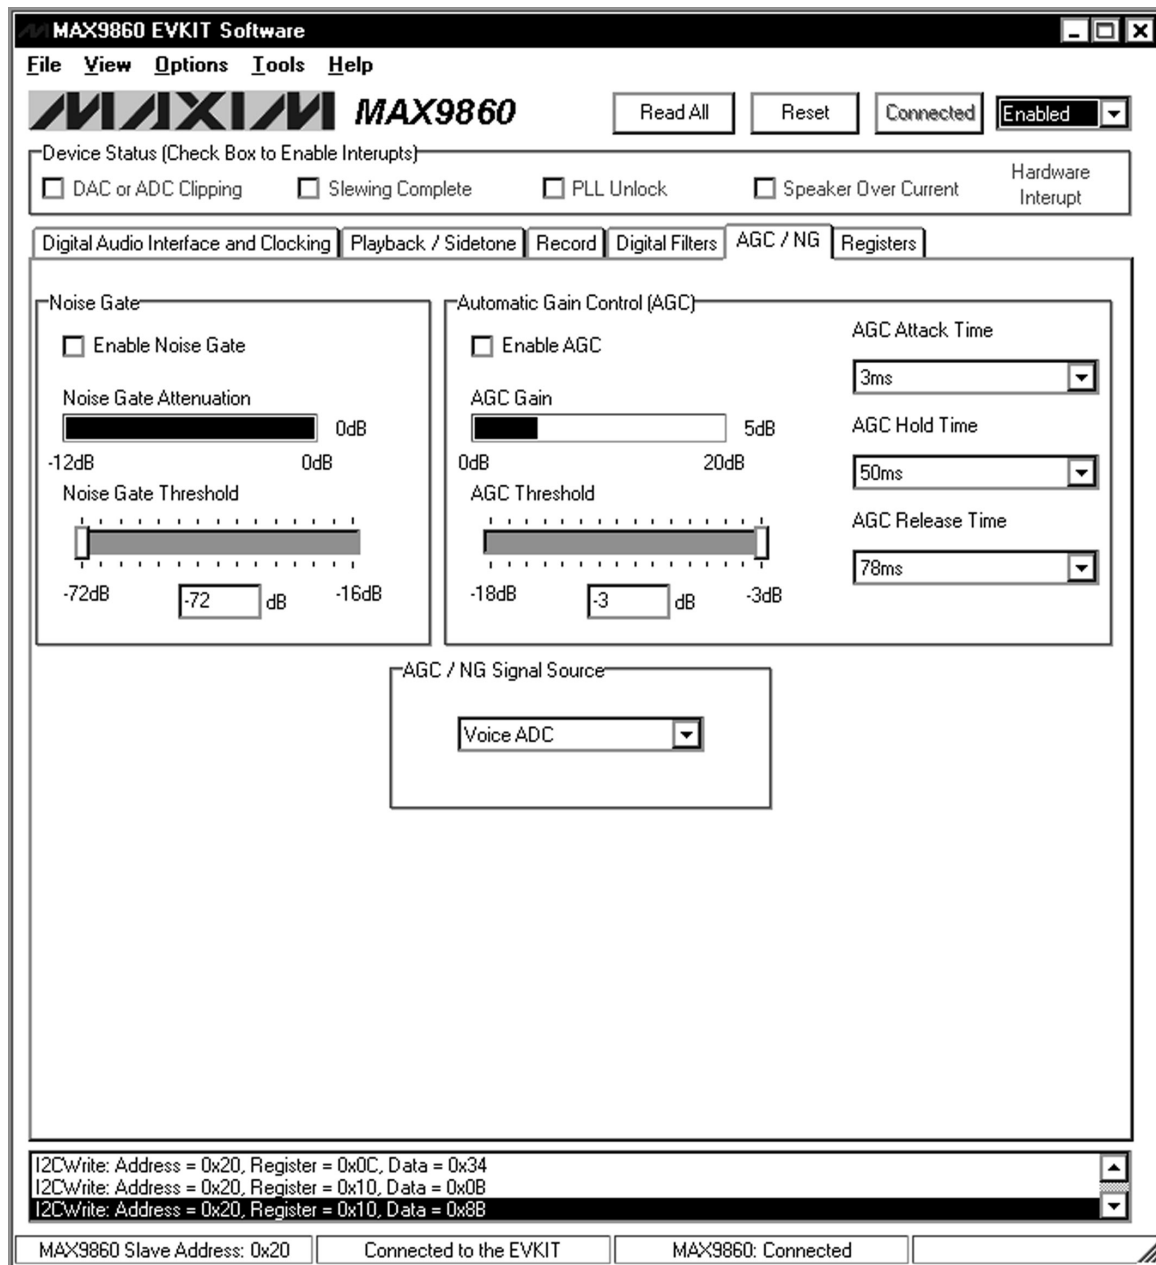 MAX9860 EVKIT Software
File View Options Tools Help
MAXIM MAX9860 Read All Reset Connected Enabled
Device Status (Check Box to Enable Interupts)
DAC or ADC Clipping Slewing Complete PLL Unlock Speaker Over Current Hardware Interupt
Digital Audio Interface and Clocking Playback / Sidetone Record Digital Filters AGC / NG Registers
Noise Gate
Enable Noise Gate
Noise Gate Attenuation
0dB
-12dB 0dB
Noise Gate Threshold
-72dB -72 dB -16dB
Automatic Gain Control (AGC)
Enable AGC
AGC Gain
5dB
0dB 20dB
AGC Threshold
-18dB -3 dB -3dB
AGC Attack Time
3ms
AGC Hold Time
50ms
AGC Release Time
78ms
AGC / NG Signal Source
Voice ADC
I2CWrite: Address = 0x20, Register = 0x0C, Data = 0x34
I2CWrite: Address = 0x20, Register = 0x10, Data = 0x0B
I2CWrite: Address = 0x20, Register = 0x10, Data = 0x8B
MAX9860 Slave Address: 0x20 Connected to the EVKIT MAX9860: Connected